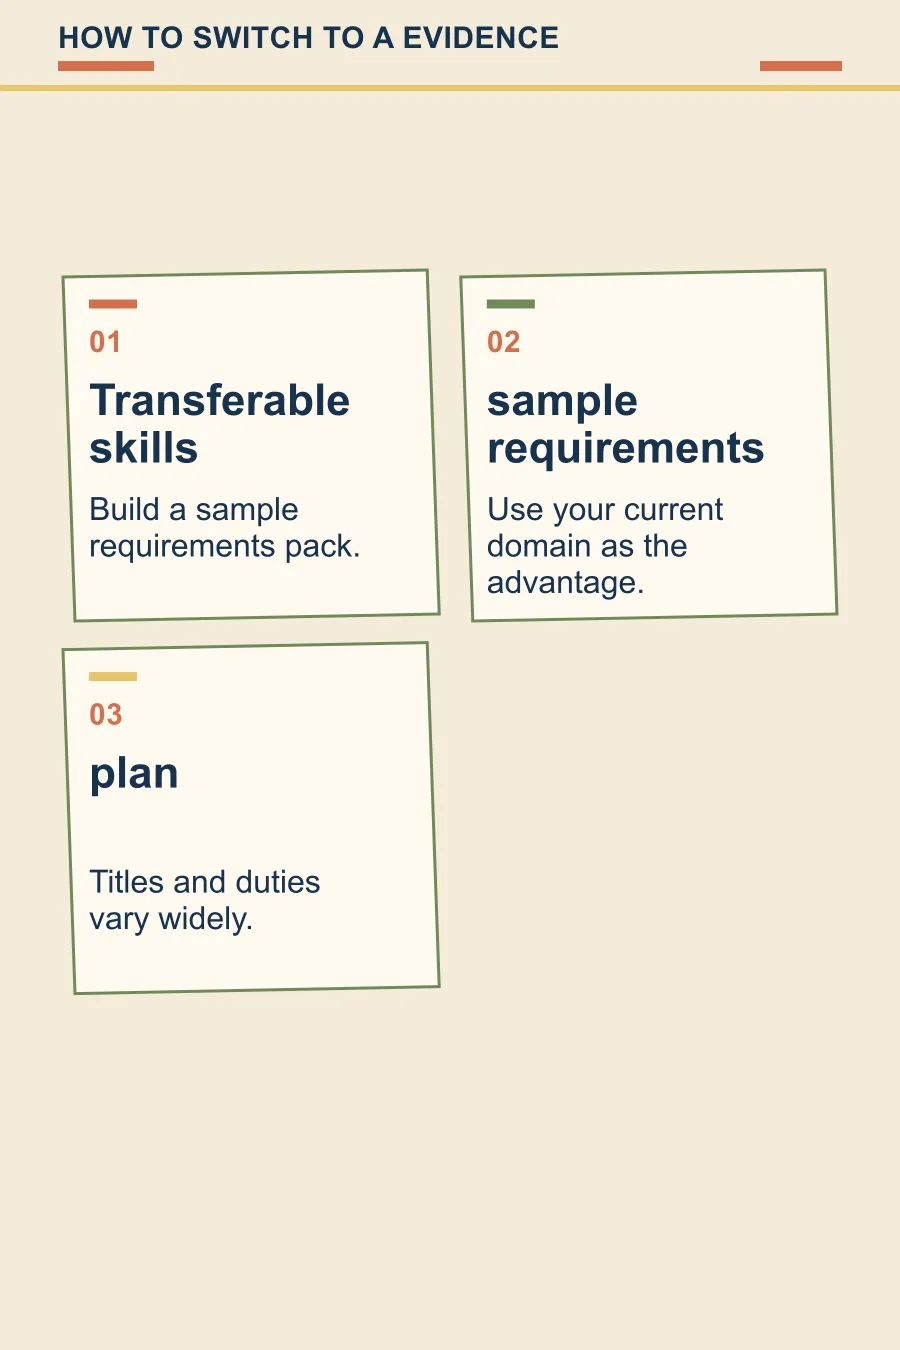 HOW TO SWITCH TO A EVIDENCE
01
Transferable
skills
Build a sample
requirements pack.
02
sample
requirements
Use your current
domain as the
advantage.
03
plan
Titles and duties
vary widely.